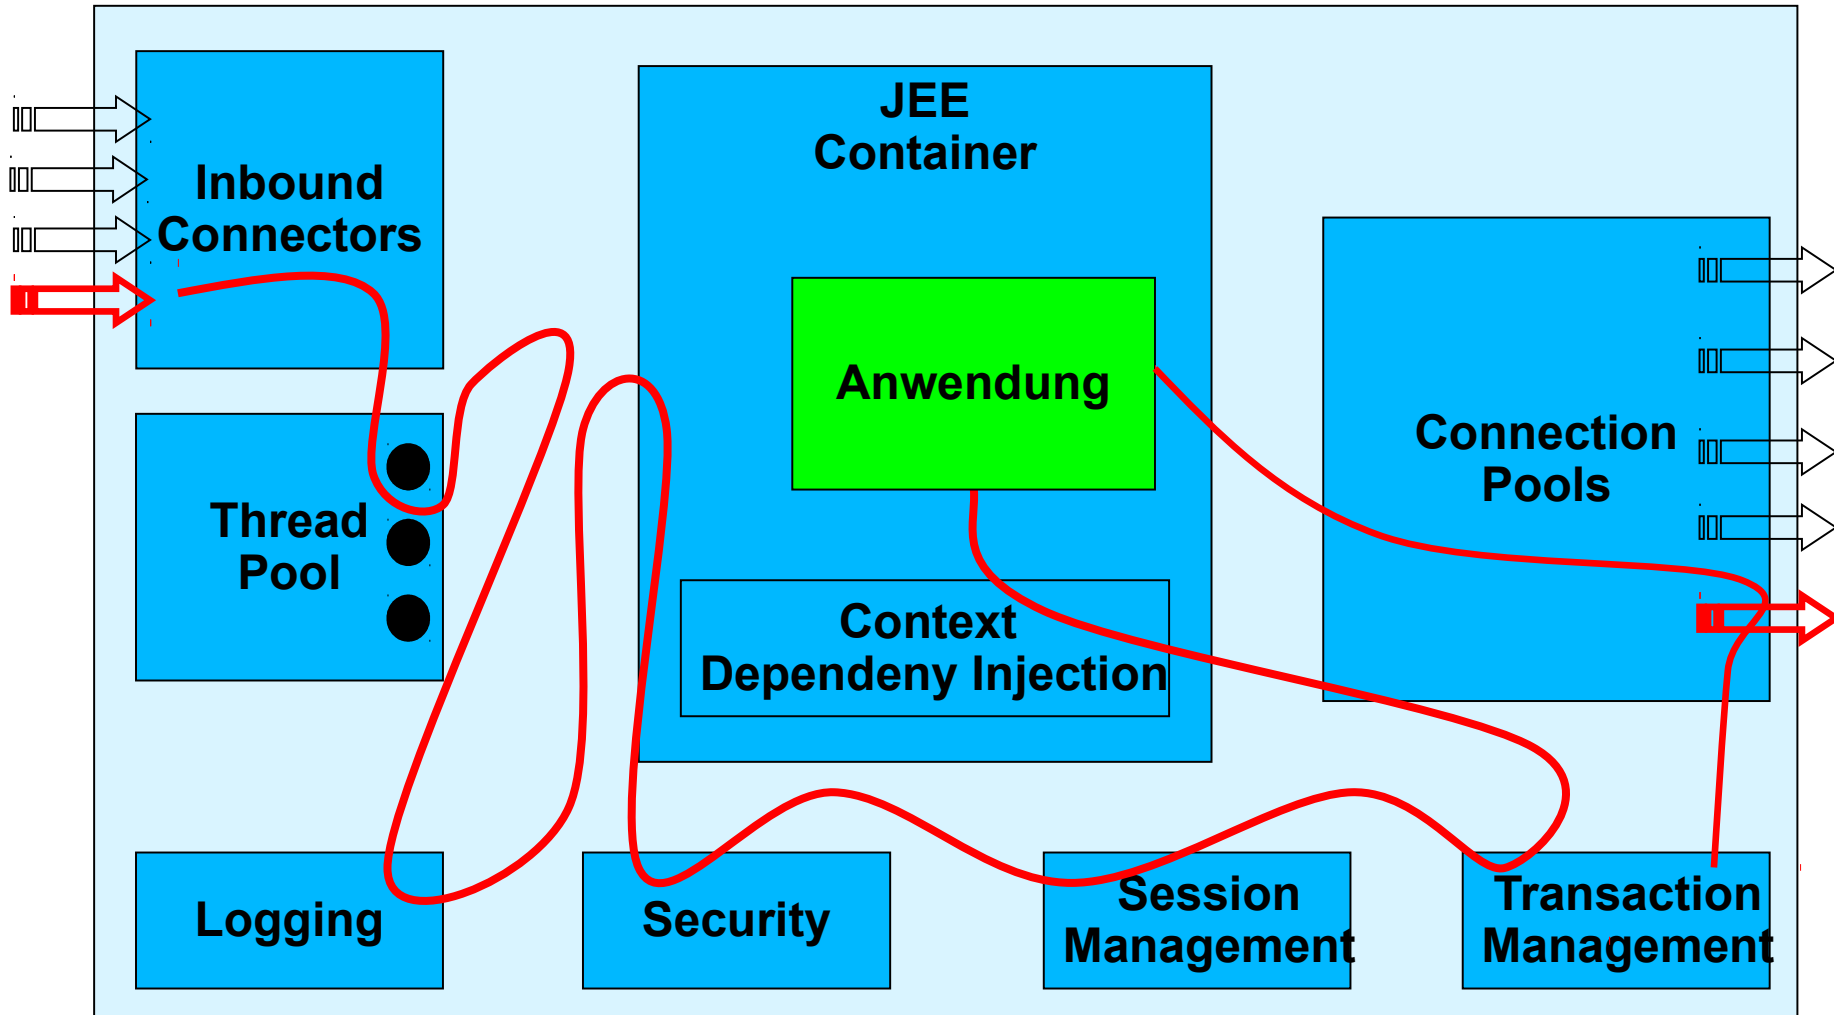 JEE
Container
Inbound
Connectors
Anwendung
Connection
Pools
Thread
Pool
Context
Dependeny Injection
Logging
Security
Session
Management
Transaction
Management